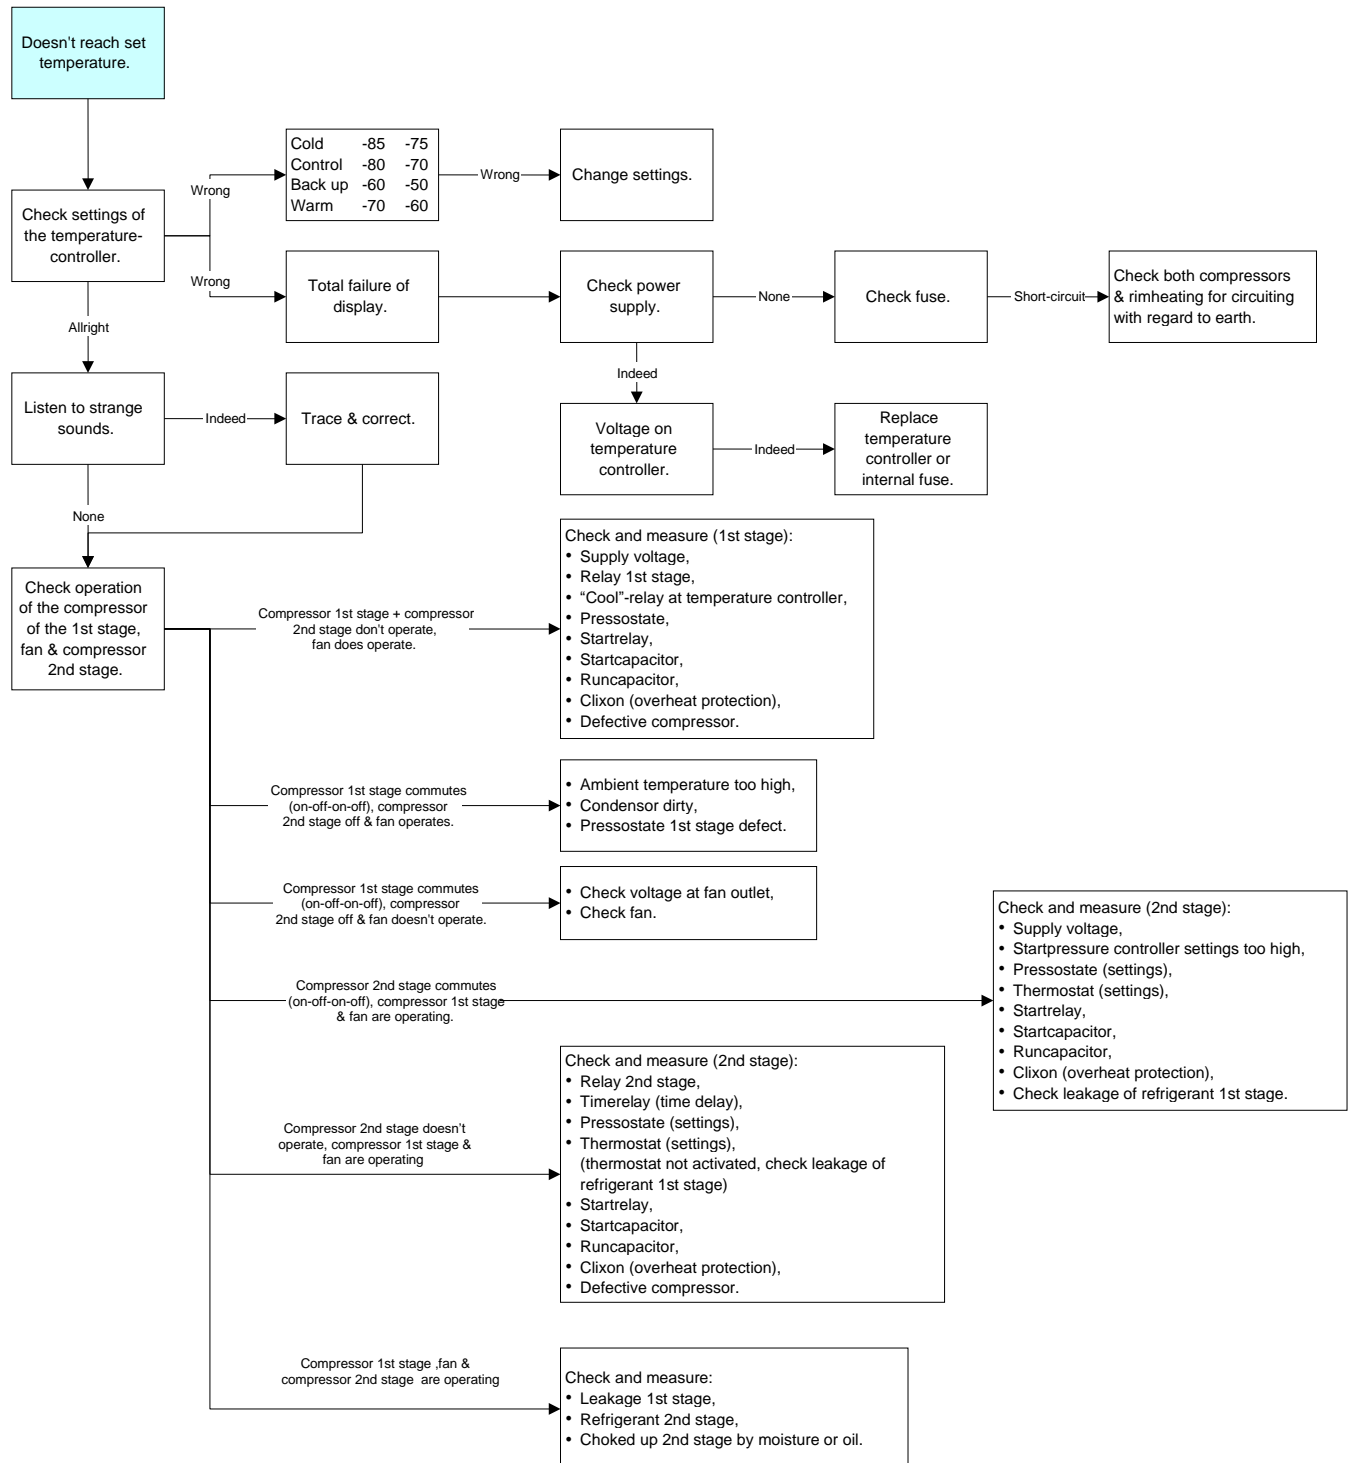 Doesn't reach set
temperature.
Cold -85 -75
Control -80 -70
Back up -60 -50
Warm -70 -60
Wrong
Wrong
Change settings.
Check settings of
the temperature-
controller.
Wrong
Total failure of
display.
Check power
supply.
None
Check fuse.
Short-circuit
Check both compressors
& rimheating for circuiting
with regard to earth.
Allright
Indeed
Listen to strange
sounds.
Indeed
Trace & correct.
Voltage on
temperature
controller.
Indeed
Replace
temperature
controller or
internal fuse.
None
Check operation
of the compressor
of the 1st stage,
fan & compressor
2nd stage.
Compressor 1st stage + compressor
2nd stage don't operate,
fan does operate.
Check and measure (1st stage):
• Supply voltage,
• Relay 1st stage,
• “Cool”-relay at temperature controller,
• Pressostate,
• Startrelay,
• Startcapacitor,
• Runcapacitor,
• Clixon (overheat protection),
• Defective compressor.
Compressor 1st stage commutes
(on-off-on-off), compressor
2nd stage off & fan operates.
• Ambient temperature too high,
• Condensor dirty,
• Pressostate 1st stage defect.
Compressor 1st stage commutes
(on-off-on-off), compressor
2nd stage off & fan doesn't operate.
• Check voltage at fan outlet,
• Check fan.
Compressor 2nd stage commutes
(on-off-on-off), compressor 1st stage
& fan are operating.
Check and measure (2nd stage):
• Supply voltage,
• Startpressure controller settings too high,
• Pressostate (settings),
• Thermostat (settings),
• Startrelay,
• Startcapacitor,
• Runcapacitor,
• Clixon (overheat protection),
• Check leakage of refrigerant 1st stage.
Compressor 2nd stage doesn't
operate, compressor 1st stage &
fan are operating
Check and measure (2nd stage):
• Relay 2nd stage,
• Timerelay (time delay),
• Pressostate (settings),
• Thermostat (settings),
(thermostat not activated, check leakage of
refrigerant 1st stage)
• Startrelay,
• Startcapacitor,
• Runcapacitor,
• Clixon (overheat protection),
• Defective compressor.
Compressor 1st stage ,fan &
compressor 2nd stage are operating
Check and measure:
• Leakage 1st stage,
• Refrigerant 2nd stage,
• Choked up 2nd stage by moisture or oil.